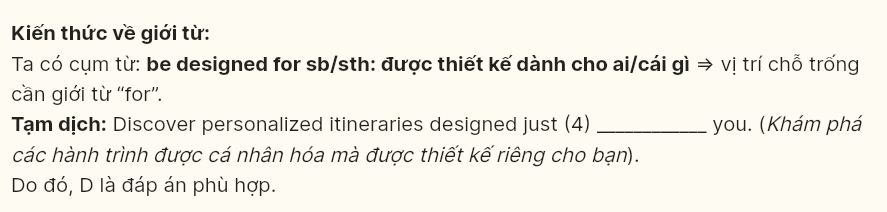 Kiến thức về giới từ:
Ta có cụm từ: be designed for sb/sth: được thiết kế dành cho ai/cái gì ⇒ vị trí chỗ trống
cần giới từ “for”.
Tạm dịch: Discover personalized itineraries designed just (4) ____________ you. (Khám phá
các hành trình được cá nhân hóa mà được thiết kế riêng cho bạn).
Do đó, D là đáp án phù hợp.